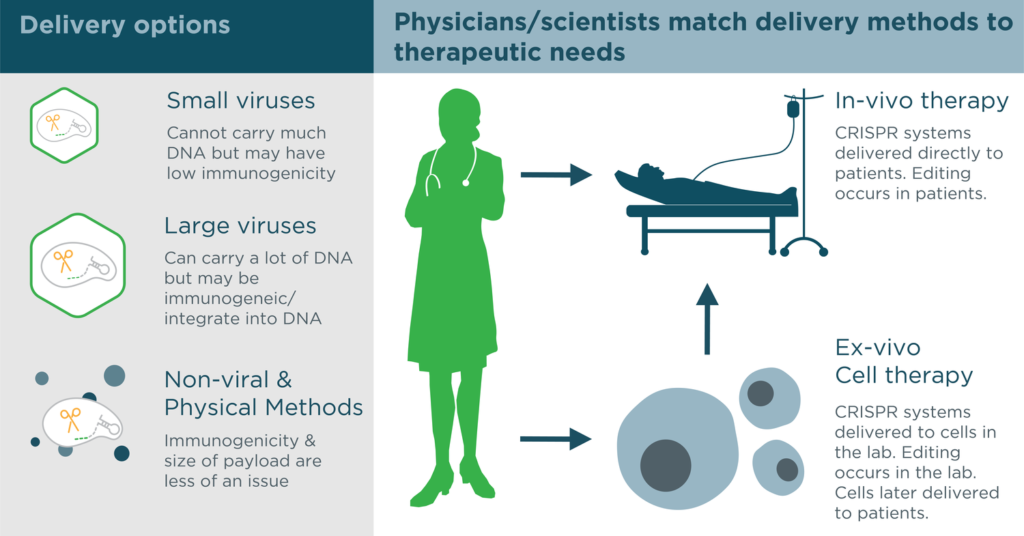 Delivery options
Small viruses
Cannot carry much
DNA but may have
low immunogenicity
Large viruses
Can carry a lot of DNA
but may be
immunogeneic/
integrate into DNA
Non-viral &
Physical Methods
Immunogenicity &
size of payload are
less of an issue
Physicians/scientists match delivery methods to
therapeutic needs
In-vivo therapy
CRISPR systems
delivered directly to
patients. Editing
occurs in patients.
Ex-vivo
Cell therapy
CRISPR systems
delivered to cells in
the lab. Editing
occurs in the lab.
Cells later delivered
to patients.